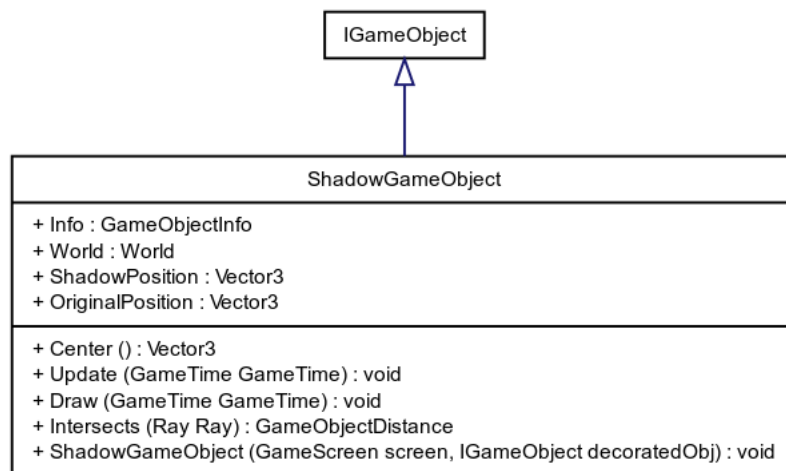 IGameObject
ShadowGameObject
+ Info : GameObjectInfo
+ World : World
+ ShadowPosition : Vector3
+ OriginalPosition : Vector3
+ Center () : Vector3
+ Update (GameTime GameTime) : void
+ Draw (GameTime GameTime) : void
+ Intersects (Ray Ray) : GameObjectDistance
+ ShadowGameObject (GameScreen screen, IGameObject decoratedObj) : void